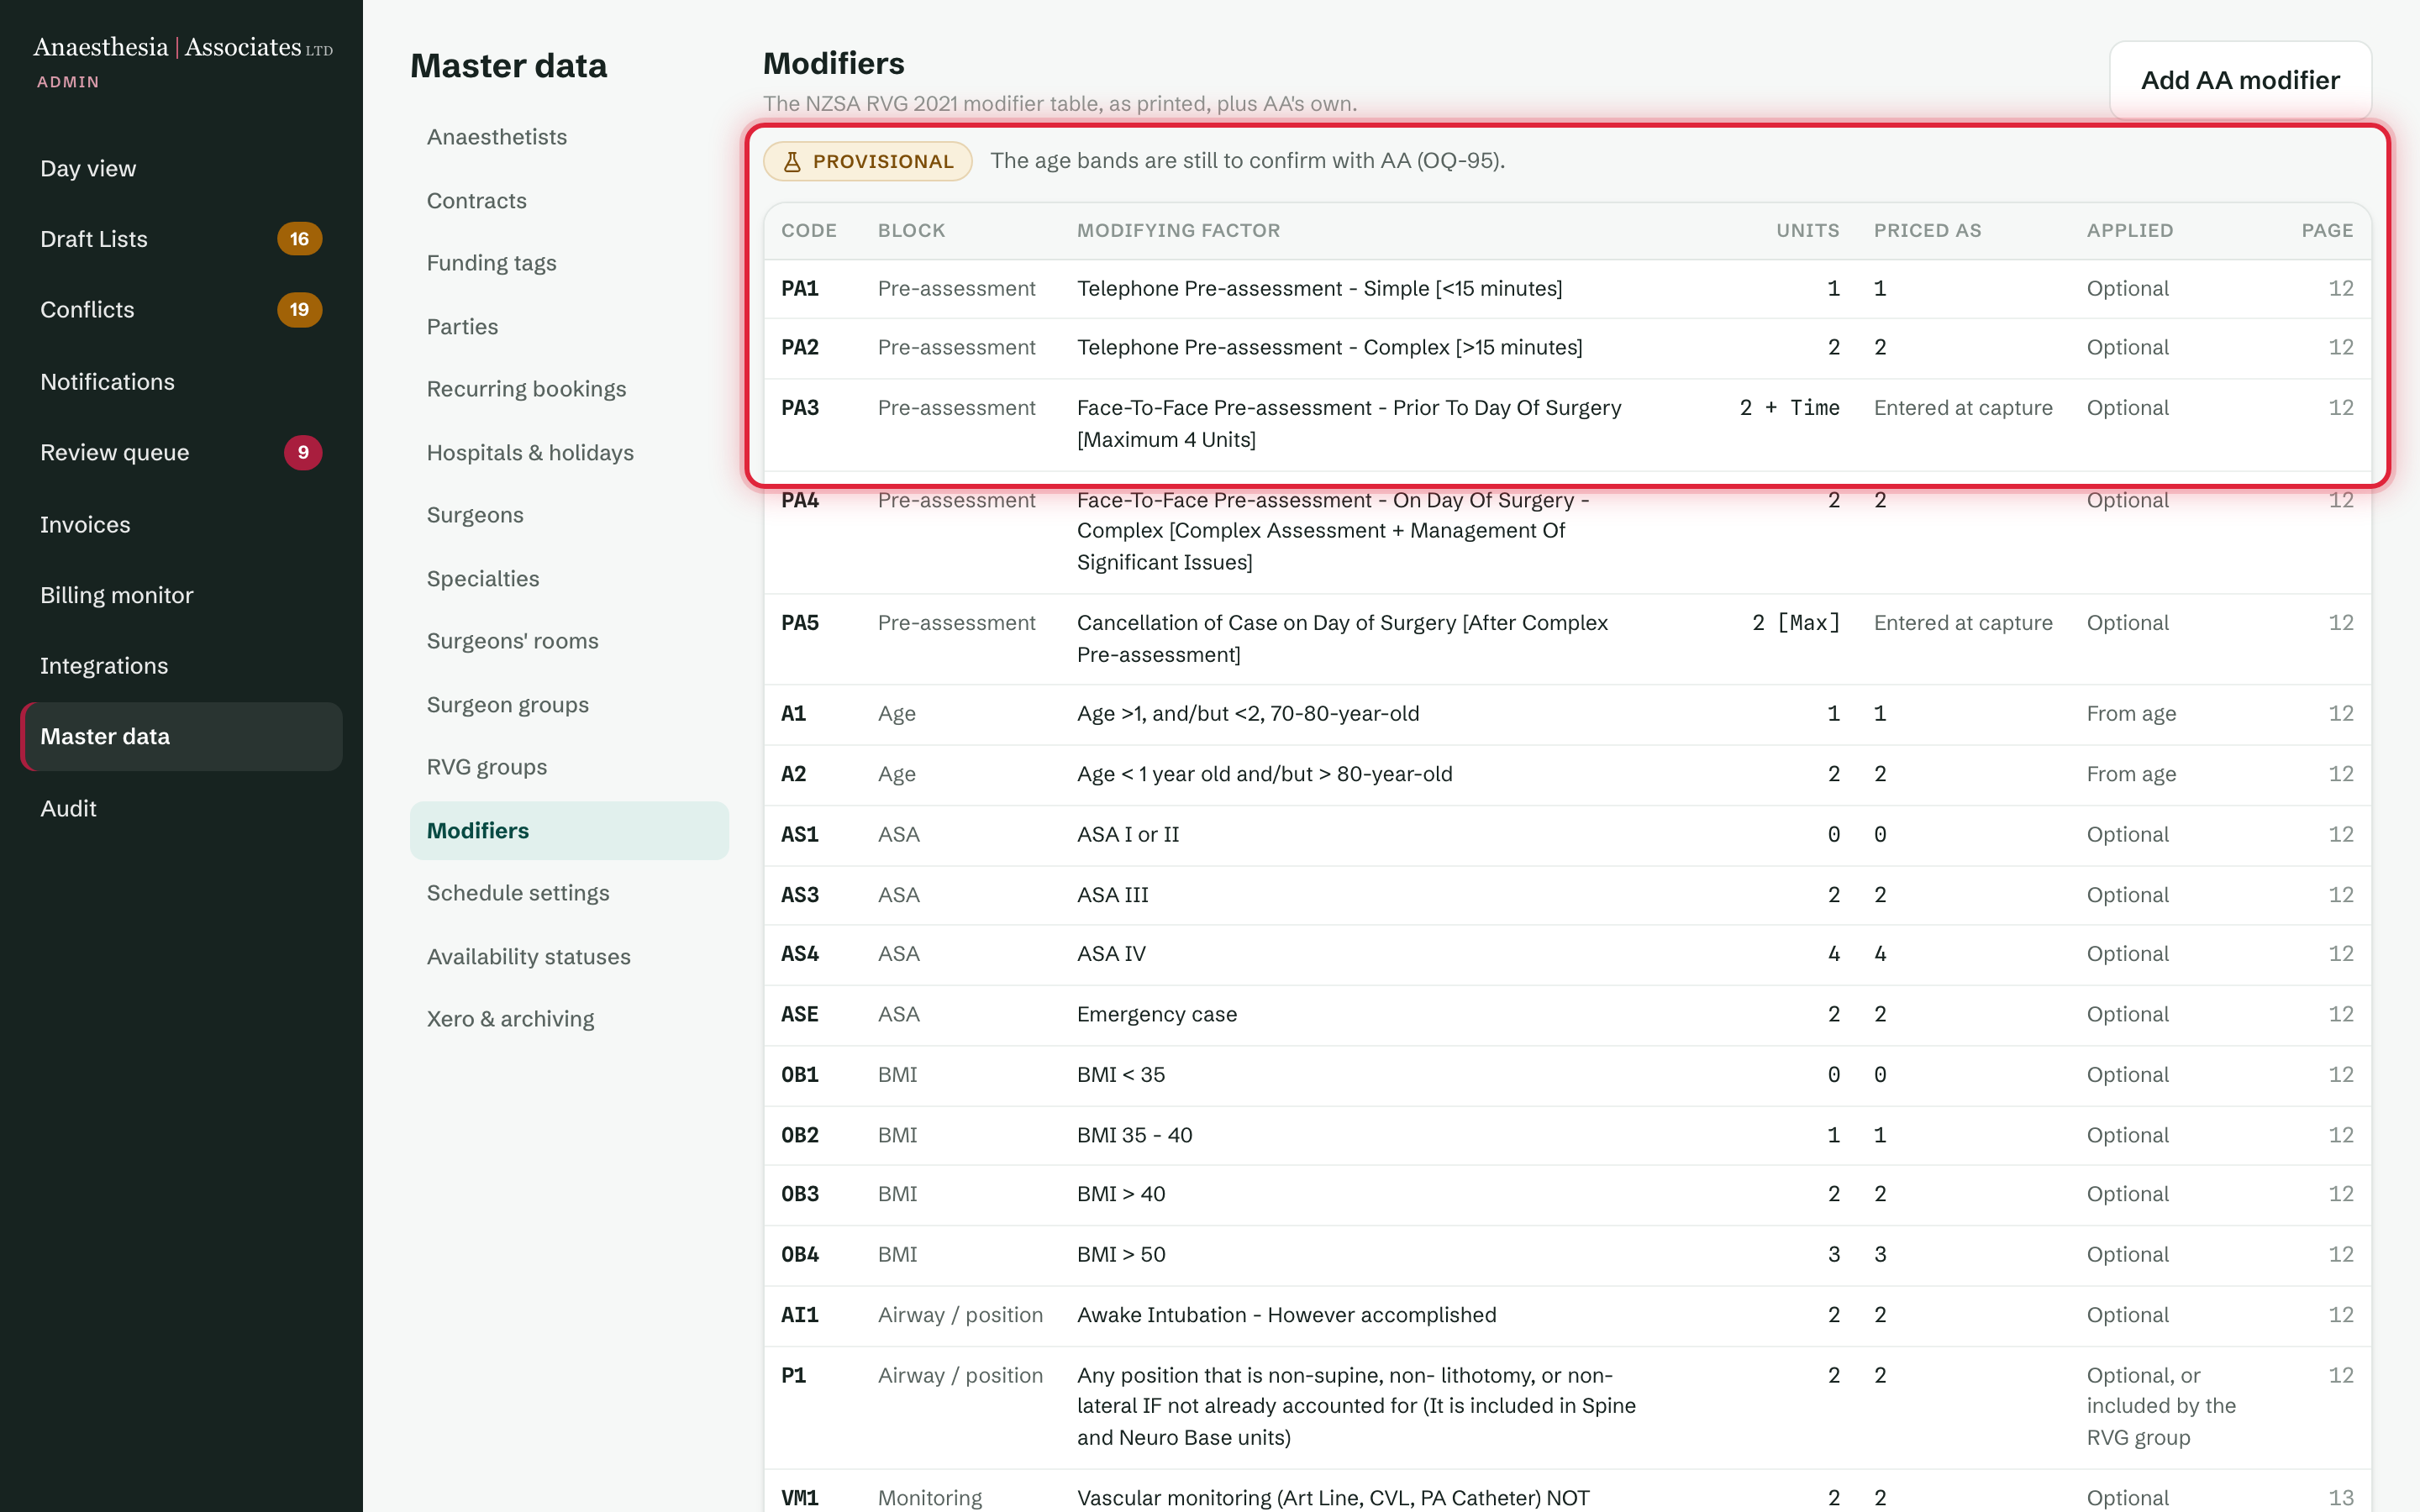 Anaesthesia | Associates LTD
ADMIN
Day view
Draft Lists 16
Conflicts 19
Notifications
Review queue 9
Invoices
Billing monitor
Integrations
Master data
Audit
Master data
Anaesthetists
Contracts
Funding tags
Parties
Recurring bookings
Hospitals & holidays
Surgeons
Specialties
Surgeons' rooms
Surgeon groups
RVG groups
Modifiers
Schedule settings
Availability statuses
Xero & archiving
Modifiers
The NZSA RVG 2021 modifier table, as printed, plus AA's own.
Add AA modifier
PROVISIONAL The age bands are still to confirm with AA (OQ-95).
CODE BLOCK MODIFYING FACTOR UNITS PRICED AS APPLIED PAGE
PA1 Pre-assessment Telephone Pre-assessment - Simple [<15 minutes] 1 1 Optional 12
PA2 Pre-assessment Telephone Pre-assessment - Complex [>15 minutes] 2 2 Optional 12
PA3 Pre-assessment Face-To-Face Pre-assessment - Prior To Day Of Surgery 2 + Time Entered at capture Optional 12
[Maximum 4 Units]
PA4 Pre-assessment Face-To-Face Pre-assessment - On Day Of Surgery - 2 2 Optional 12
Complex [Complex Assessment + Management Of
Significant Issues]
PA5 Pre-assessment Cancellation of Case on Day of Surgery [After Complex 2 [Max] Entered at capture Optional 12
Pre-assessment]
A1 Age Age >1, and/but <2, 70-80-year-old 1 1 From age 12
A2 Age Age < 1 year old and/but > 80-year-old 2 2 From age 12
AS1 ASA ASA I or II 0 0 Optional 12
AS3 ASA ASA III 2 2 Optional 12
AS4 ASA ASA IV 4 4 Optional 12
ASE ASA Emergency case 2 2 Optional 12
OB1 BMI BMI < 35 0 0 Optional 12
OB2 BMI BMI 35 - 40 1 1 Optional 12
OB3 BMI BMI > 40 2 2 Optional 12
OB4 BMI BMI > 50 3 3 Optional 12
AI1 Airway / position Awake Intubation - However accomplished 2 2 Optional 12
P1 Airway / position Any position that is non-supine, non- lithotomy, or non- 2 2 Optional, or 12
lateral IF not already accounted for (It is included in Spine included by the
and Neuro Base units) RVG group
VM1 Monitoring Vascular monitoring (Art Line, CVL, PA Catheter) NOT 2 2 Optional 13